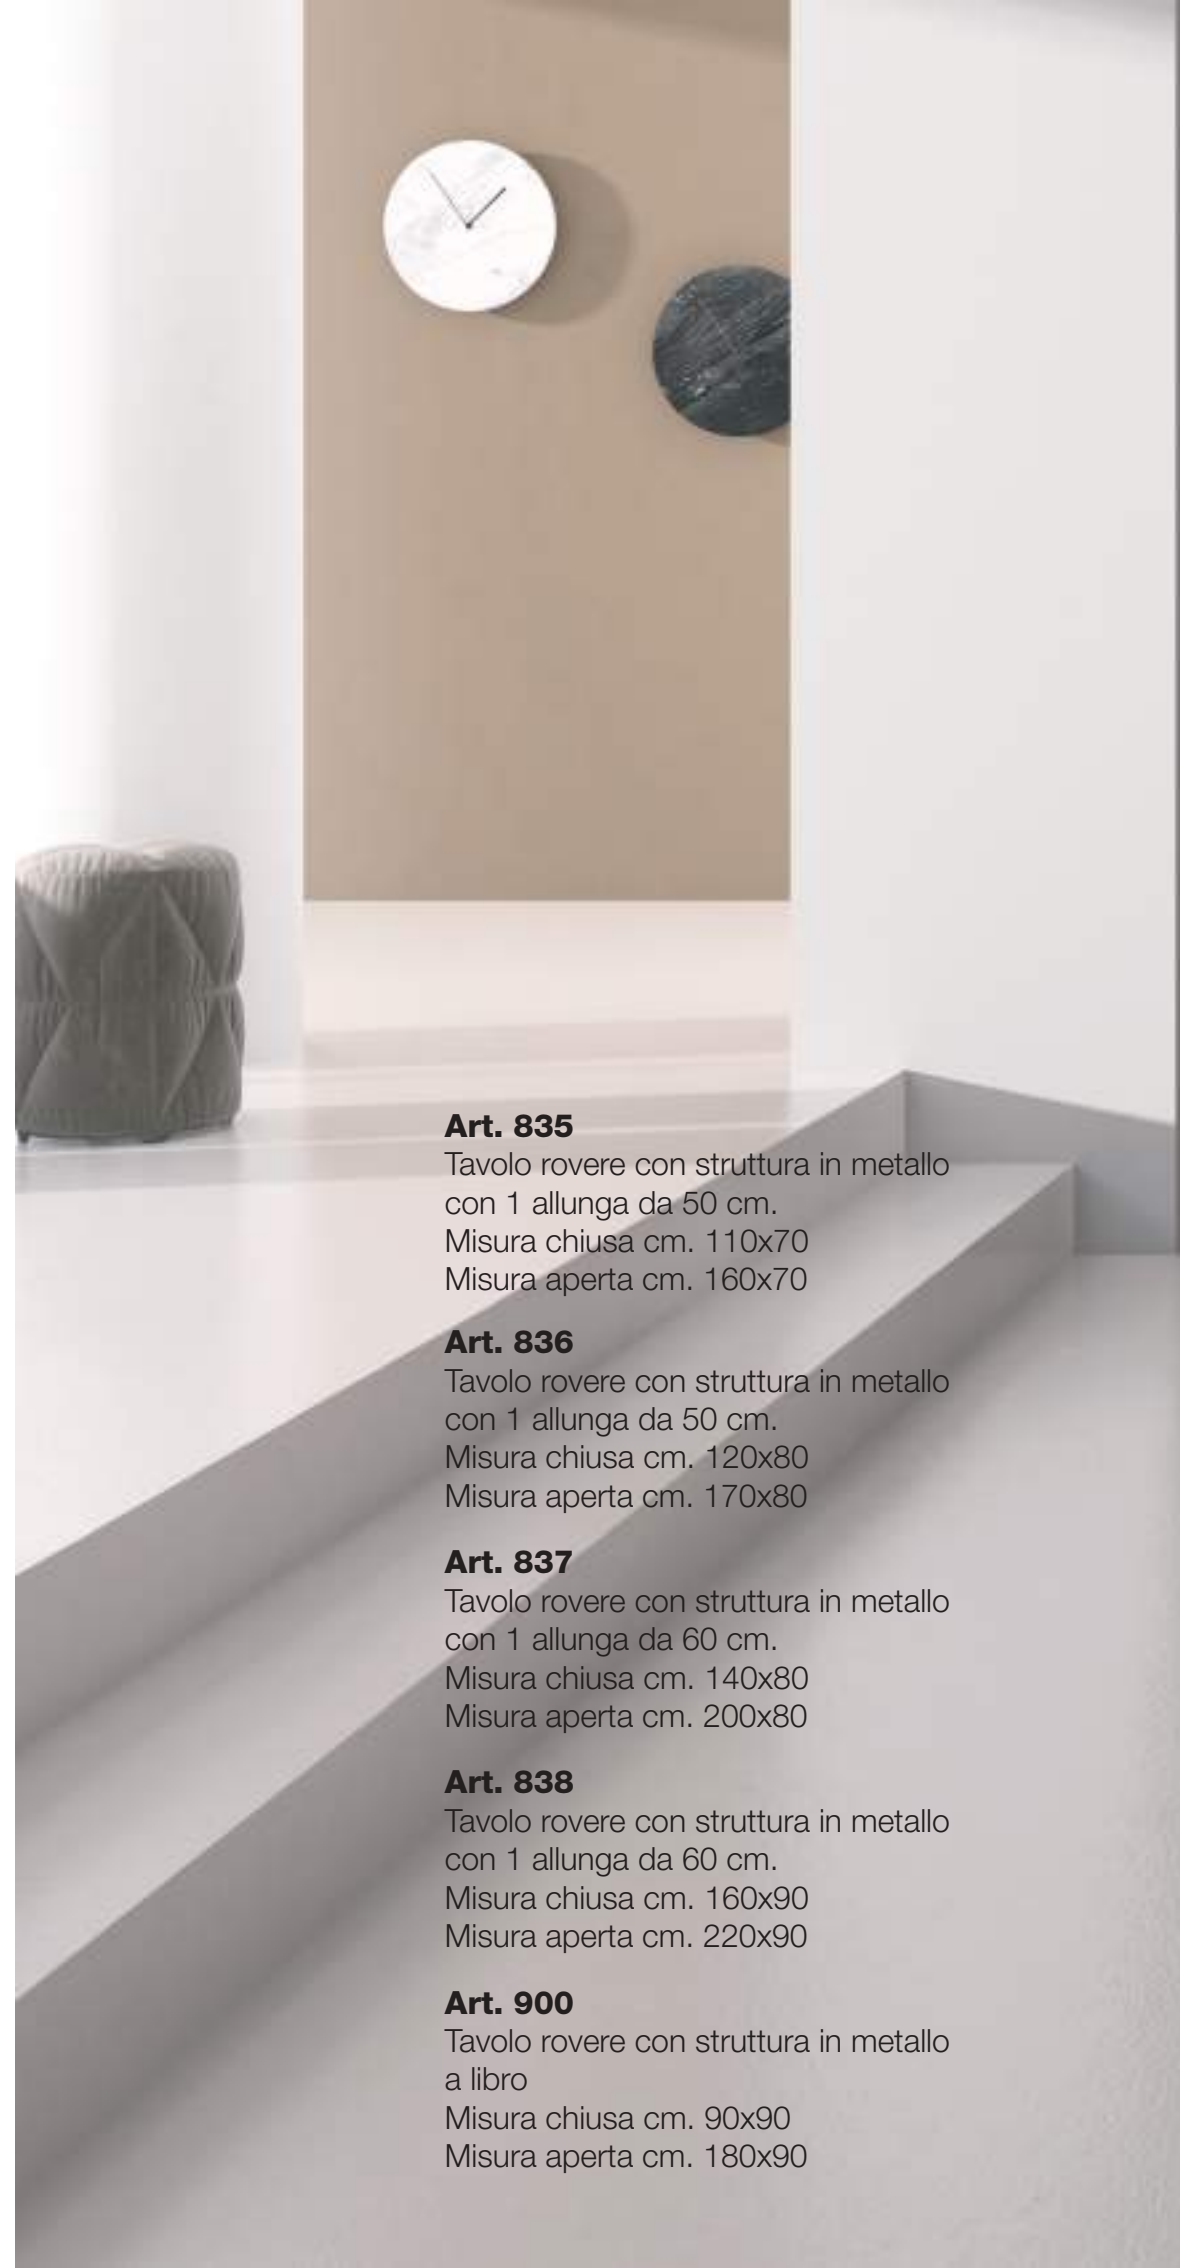 Art. 835
Tavolo rovere con struttura in metallo
con 1 allunga da 50 cm.
Misura chiusa cm. 110x70
Misura aperta cm. 160x70
Art. 836
Tavolo rovere con struttura in metallo
con 1 allunga da 50 cm.
Misura chiusa cm. 120x80
Misura aperta cm. 170x80
Art. 837
Tavolo rovere con struttura in metallo
con 1 allunga da 60 cm.
Misura chiusa cm. 140x80
Misura aperta cm. 200x80
Art. 838
Tavolo rovere con struttura in metallo
con 1 allunga da 60 cm.
Misura chiusa cm. 160x90
Misura aperta cm. 220x90
Art. 900
Tavolo rovere con struttura in metallo
a libro
Misura chiusa cm. 90x90
Misura aperta cm. 180x90